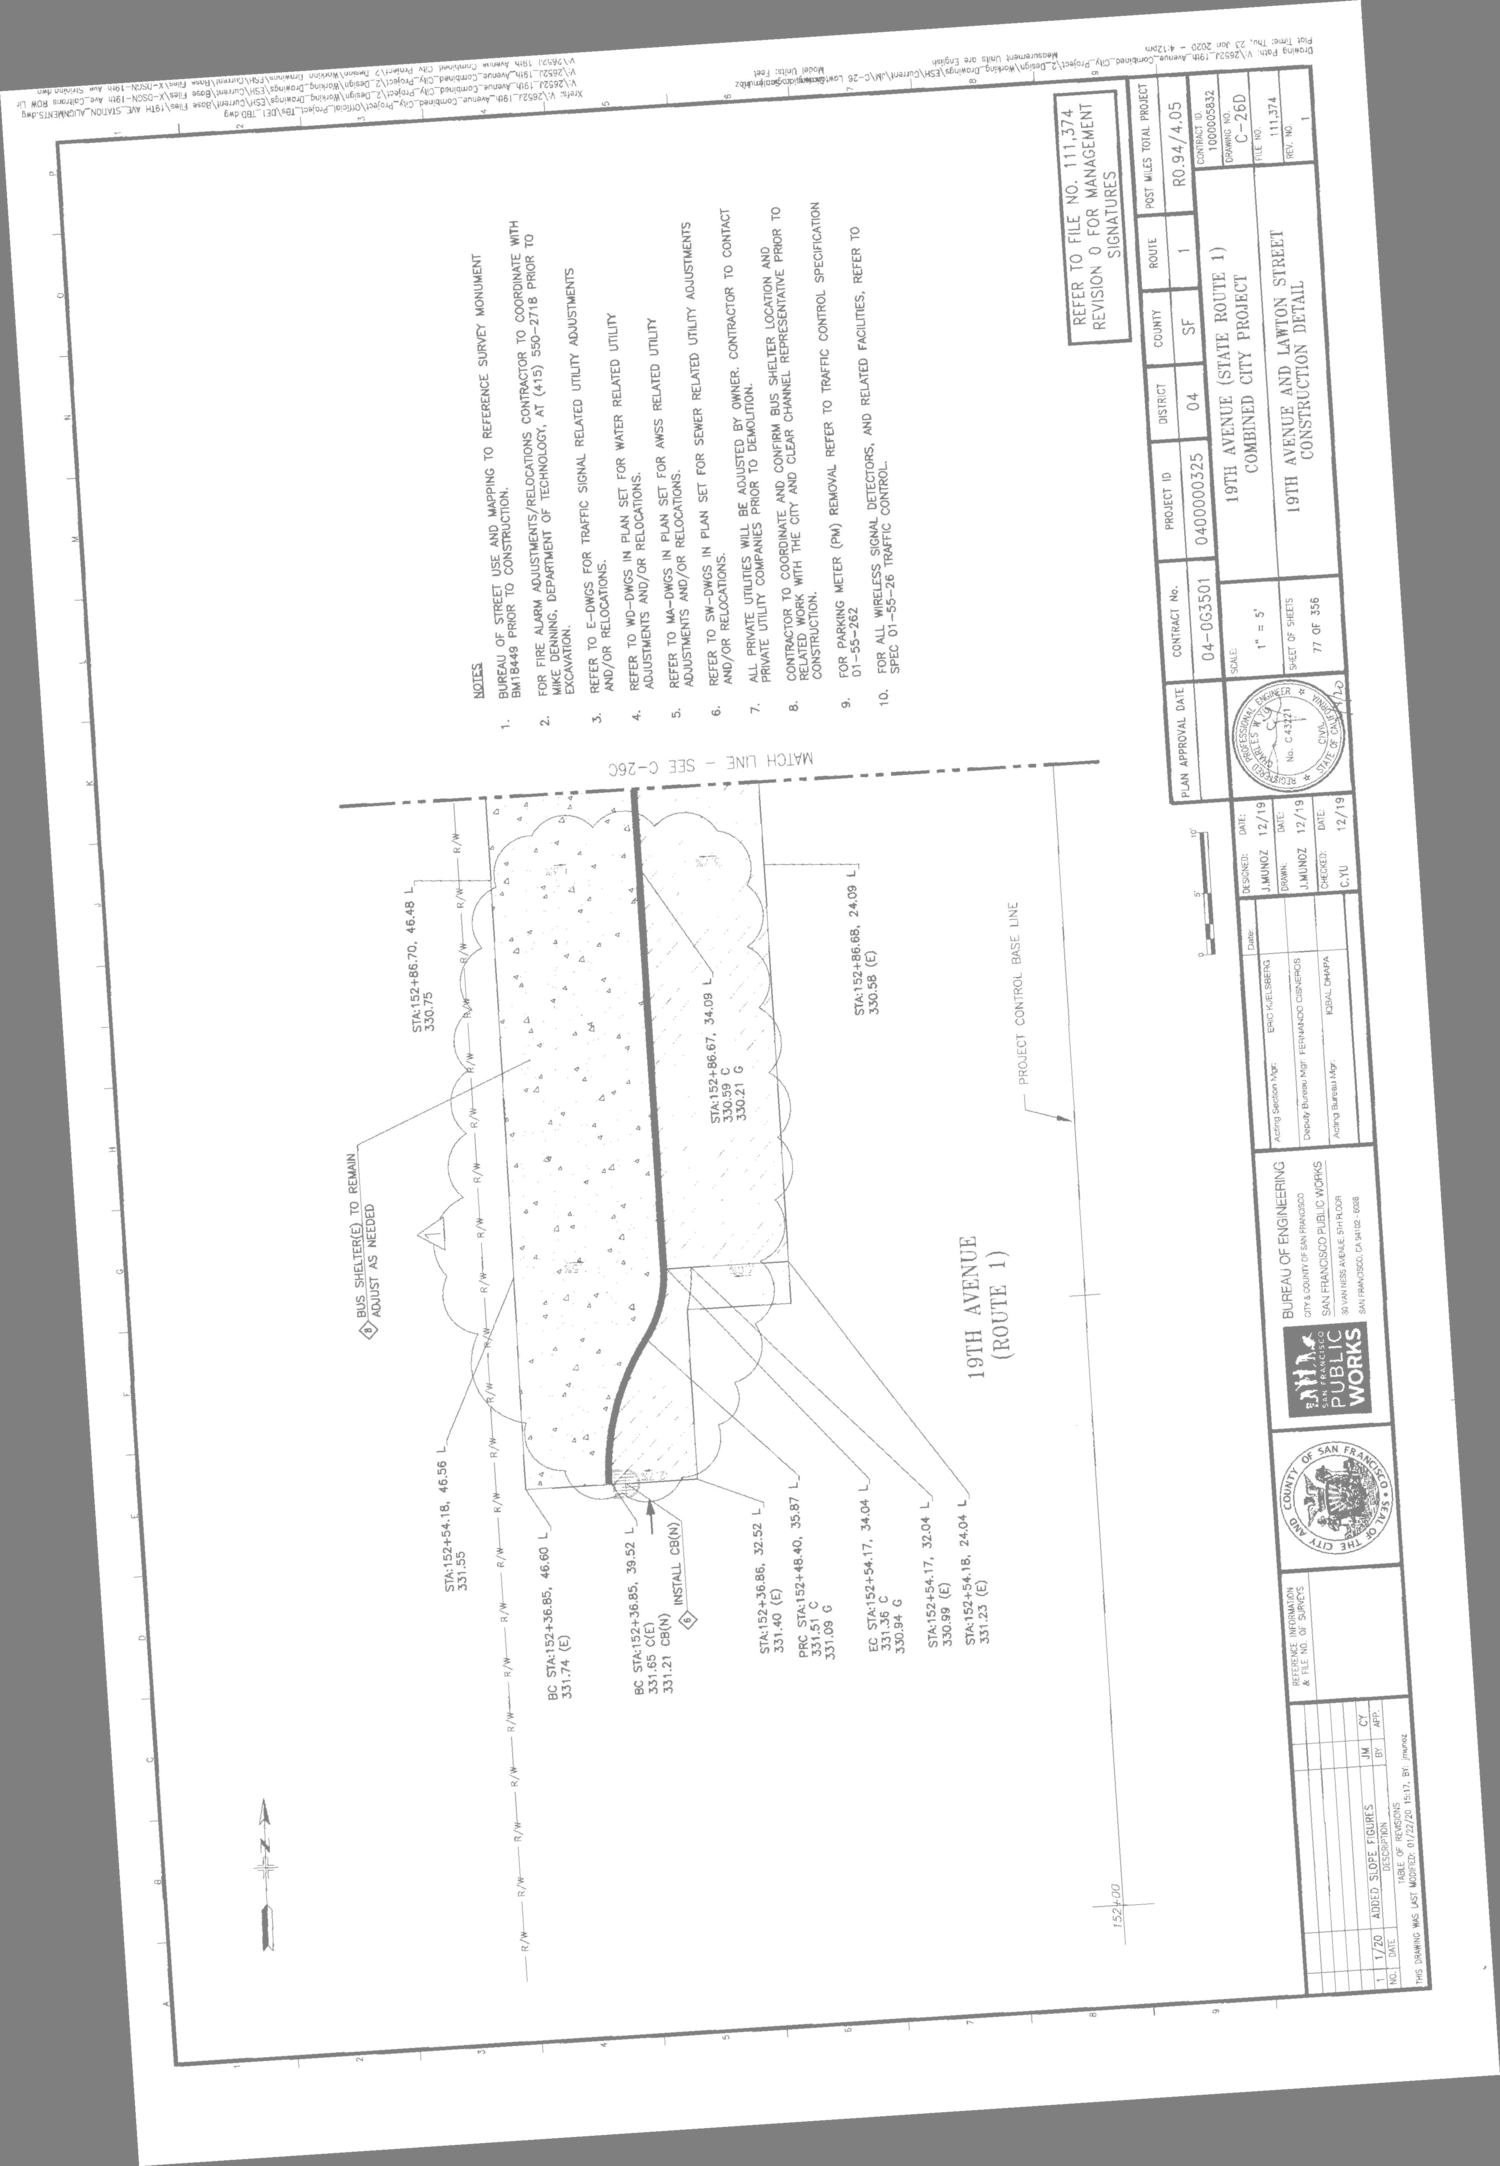 NOTES
1. BUREAU OF STREET USE AND MAPPING TO REFERENCE SURVEY MONUMENT
BM18449 PRIOR TO CONSTRUCTION.
2. FOR FIRE ALARM ADJUSTMENTS/RELOCATIONS CONTRACTOR TO COORDINATE WITH
MIKE DENNING, DEPARTMENT OF TECHNOLOGY, AT (415) 550-2718 PRIOR TO
EXCAVATION.
3. REFER TO E-DWGS FOR TRAFFIC SIGNAL RELATED UTILITY ADJUSTMENTS
AND/OR RELOCATIONS.
4. REFER TO WD-DWGS IN PLAN SET FOR WATER RELATED UTILITY
ADJUSTMENTS AND/OR RELOCATIONS.
5. REFER TO MA-DWGS IN PLAN SET FOR AWSS RELATED UTILITY
ADJUSTMENTS AND/OR RELOCATIONS.
6. REFER TO SW-DWGS IN PLAN SET FOR SEWER RELATED UTILITY ADJUSTMENTS
AND/OR RELOCATIONS.
7. ALL PRIVATE UTILITIES WILL BE ADJUSTED BY OWNER. CONTRACTOR TO CONTACT
PRIVATE UTILITY COMPANIES PRIOR TO DEMOLITION.
8. CONTRACTOR TO COORDINATE AND CONFIRM BUS SHELTER LOCATION AND
RELATED WORK WITH THE CITY AND CLEAR CHANNEL REPRESENTATIVE PRIOR TO
CONSTRUCTION.
9. FOR PARKING METER (PM) REMOVAL REFER TO TRAFFIC CONTROL SPECIFICATION
01-55-262
10. FOR ALL WIRELESS SIGNAL DETECTORS, AND RELATED FACILITIES, REFER TO
SPEC 01-55-26 TRAFFIC CONTROL.
REFER TO FILE NO. 111,374
REVISION 0 FOR MANAGEMENT
SIGNATURES
MATCH LINE - SEE C-26C
8 BUS SHELTER(E) TO REMAIN
ADJUST AS NEEDED
1
STA:152+86.70, 46.48 L
330.75
STA:152+54.18, 46.56 L
331.55
BC STA:152+36.85, 46.60 L
331.74 (E)
BC STA:152+36.85, 39.52 L
331.65 C(E)
331.21 CB(N)
6 INSTALL CB(N)
STA:152+36.86, 32.52 L
331.40 (E)
PRC STA:152+48.40, 35.87 L
331.51 C
331.09 G
EC STA:152+54.17, 34.04 L
331.36 C
330.94 G
STA:152+54.17, 32.04 L
330.99 (E)
STA:152+54.18, 24.04 L
331.23 (E)
STA:152+86.67, 34.09 L
330.59 C
330.21 G
STA:152+86.68, 24.09 L
330.58 (E)
R/W R/W R/W R/W R/W R/W R/W R/W R/W R/W R/W R/W R/W R/W R/W R/W
PROJECT CONTROL BASE LINE
19TH AVENUE
(ROUTE 1)
152+00
N
0 5' 10'
1 1/20 ADDED SLOPE FIGURES JM CY
NO. DATE DESCRIPTION BY APP.
TABLE OF REVISIONS
THIS DRAWING WAS LAST MODIFIED: 01/22/20 15:17, BY: jmunoz
REFERENCE INFORMATION
& FILE NO. OF SURVEYS
SEAL OF THE CITY AND COUNTY OF SAN FRANCISCO
SAN FRANCISCO
PUBLIC
WORKS
BUREAU OF ENGINEERING
CITY & COUNTY OF SAN FRANCISCO
SAN FRANCISCO PUBLIC WORKS
30 VAN NESS AVENUE, 5TH FLOOR
SAN FRANCISCO, CA 94102 - 6028
Date:
Acting Section Mgr. ERIC KJELSBERG
Deputy Bureau Mgr. FERNANDO CISNEROS
Acting Bureau Mgr. IQBAL DHAPA
DESIGNED: DATE:
J.MUNOZ 12/19
DRAWN: DATE:
J.MUNOZ 12/19
CHECKED: DATE:
C.YU 12/19
PLAN APPROVAL DATE
REGISTERED PROFESSIONAL ENGINEER
No. C43221
CIVIL
STATE OF CALIFORNIA
CONTRACT No. PROJECT ID DISTRICT COUNTY ROUTE POST MILES TOTAL PROJECT
04-0G3501 0400000325 04 SF 1 R0.94/4.05
SCALE:
1" = 5'
SHEET OF SHEETS
77 OF 356
19TH AVENUE (STATE ROUTE 1)
COMBINED CITY PROJECT
19TH AVENUE AND LAWTON STREET
CONSTRUCTION DETAIL
CONTRACT ID.
1000005832
DRAWING NO.
C-26D
FILE NO.
111,374
REV. NO.
1
Measurement Units are English
Model Units: Feet
Plot Time: Thu, 23 Jan 2020 - 4:12pm